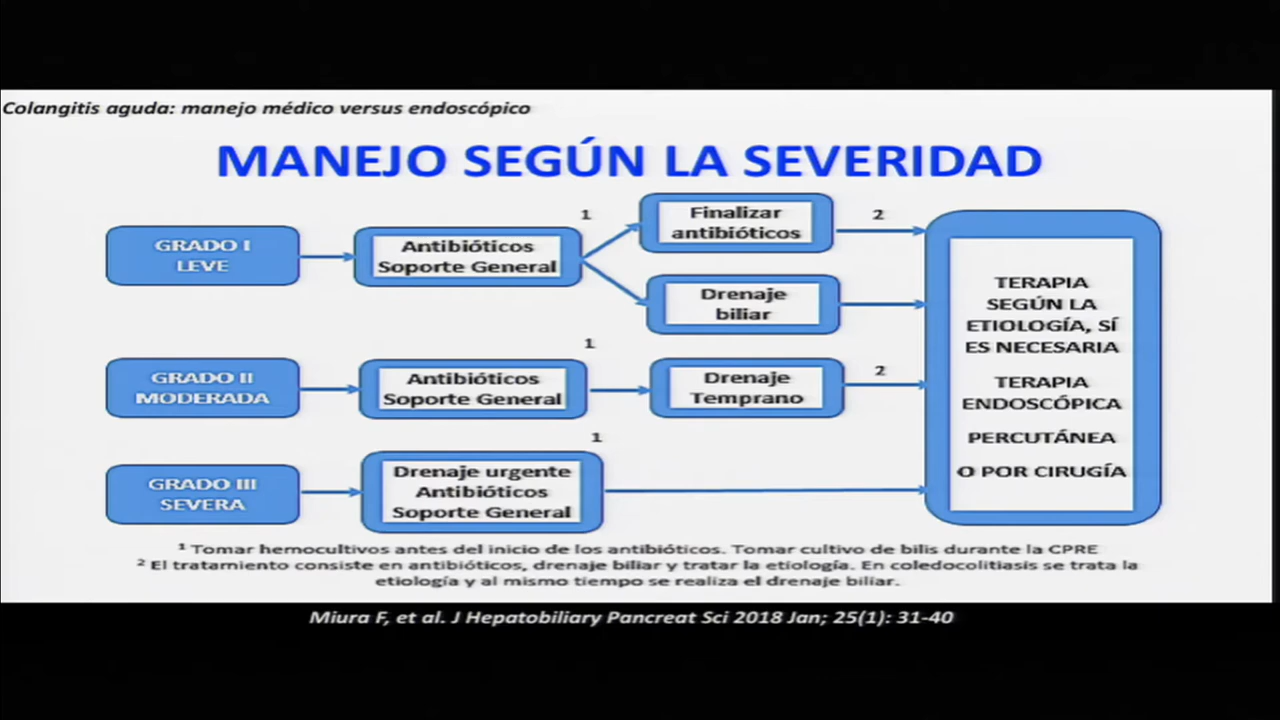 Colangitis aguda: manejo médico versus endoscópico
MANEJO SEGÚN LA SEVERIDAD
GRADO I
LEVE
1
Antibióticos
Soporte General
Finalizar
antibióticos
2
Drenaje
biliar
GRADO II
MODERADA
1
Antibióticos
Soporte General
Drenaje
Temprano
2
GRADO III
SEVERA
1
Drenaje urgente
Antibióticos
Soporte General
TERAPIA
SEGÚN LA
ETIOLOGÍA, SÍ
ES NECESARIA
TERAPIA
ENDOSCÓPICA
PERCUTÁNEA
O POR CIRUGÍA
1 Tomar hemocultivos antes del inicio de los antibióticos. Tomar cultivo de bilis durante la CPRE
2 El tratamiento consiste en antibióticos, drenaje biliar y tratar la etiología. En coledocolitiasis se trata la
etiología y al mismo tiempo se realiza el drenaje biliar.
Miura F, et al. J Hepatobiliary Pancreat Sci 2018 Jan; 25(1): 31-40